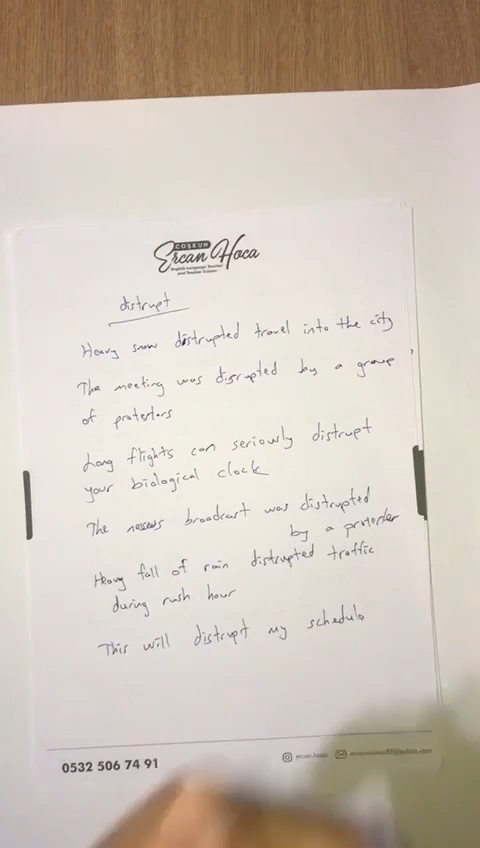 COŞKUN
Ercan Hoca
English Language Teacher
and Teacher Trainer
distrupt
Heavy snow distrupted travel into the city
The meeting was disrupted by a group
of protestors
Long flights can seriously distrupt
your biological clock
The broadcast was distrupted
by a protester
Heavy fall of rain distrupted traffic
during rush hour
This will distrupt my schedule
0532 506 74 91